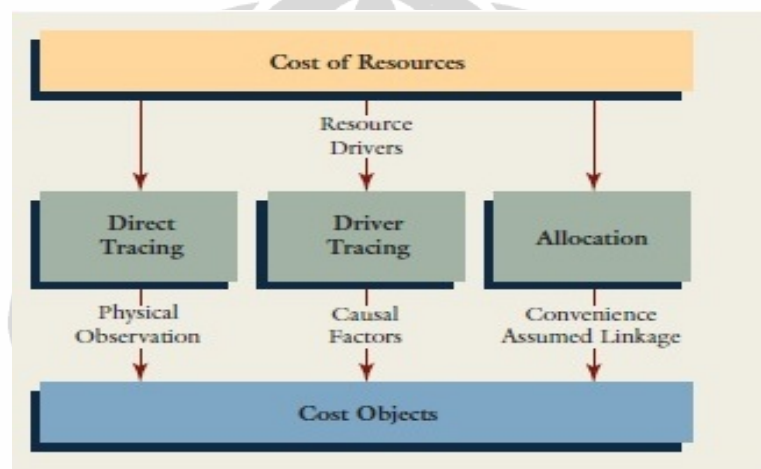 Cost of Resources
Resource
Drivers
Direct
Tracing
Driver
Tracing
Allocation
Physical
Observation
Causal
Factors
Convenience
Assumed Linkage
Cost Objects